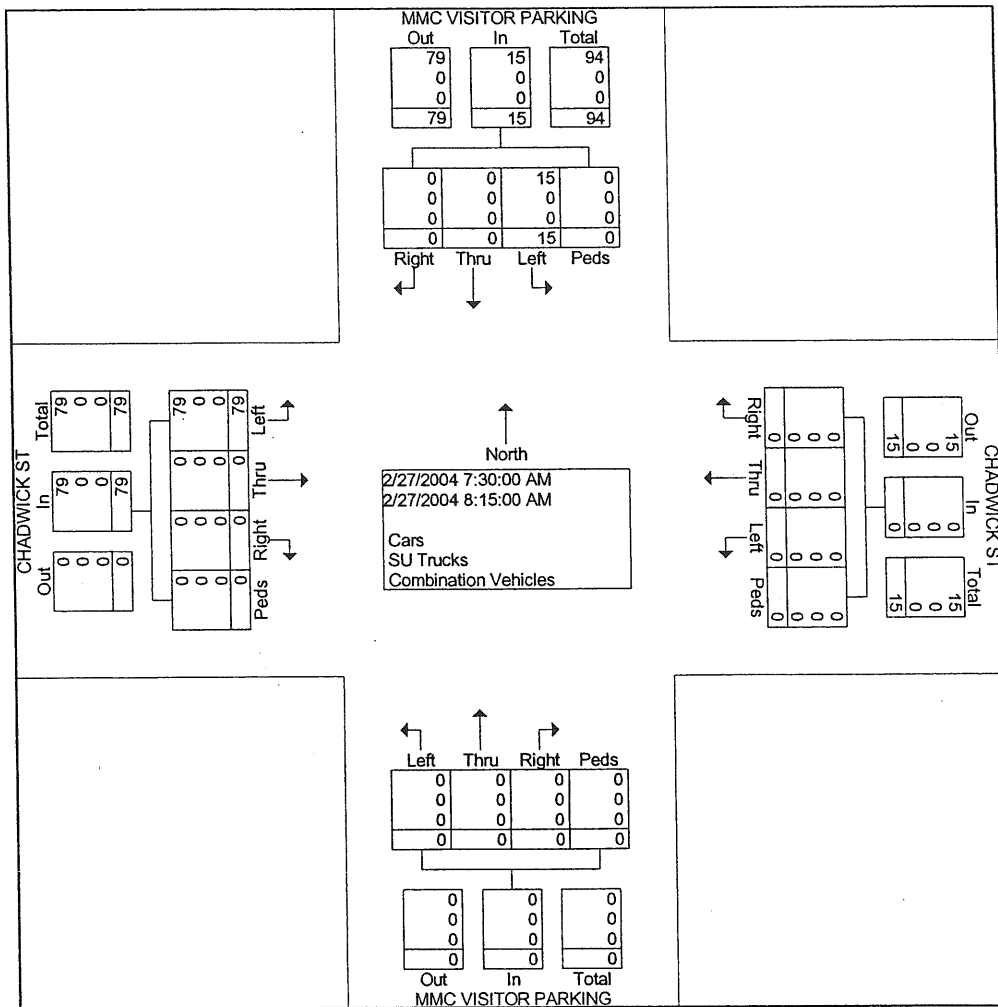 MMC VISITOR PARKING
Out In Total
79 15 94
0 0 0
0 0 0
79 15 94
0 0 15 0
0 0 0 0
0 0 0 0
0 0 15 0
Right Thru Left Peds
CHADWICK ST
Total In Out
79 79 0
0 0 0
0 0 0
79 79 0
79 0 0 0
0 0 0 0
0 0 0 0
79 0 0 0
Left Thru Right Peds
North
2/27/2004 7:30:00 AM
2/27/2004 8:15:00 AM
Cars
SU Trucks
Combination Vehicles
Right Thru Left Peds
0 0 0 0
0 0 0 0
0 0 0 0
0 0 0 0
CHADWICK ST
Out In Total
15 0 15
0 0 0
0 0 0
15 0 15
Left Thru Right Peds
0 0 0 0
0 0 0 0
0 0 0 0
0 0 0 0
0 0 0
0 0 0
0 0 0
0 0 0
Out In Total
MMC VISITOR PARKING